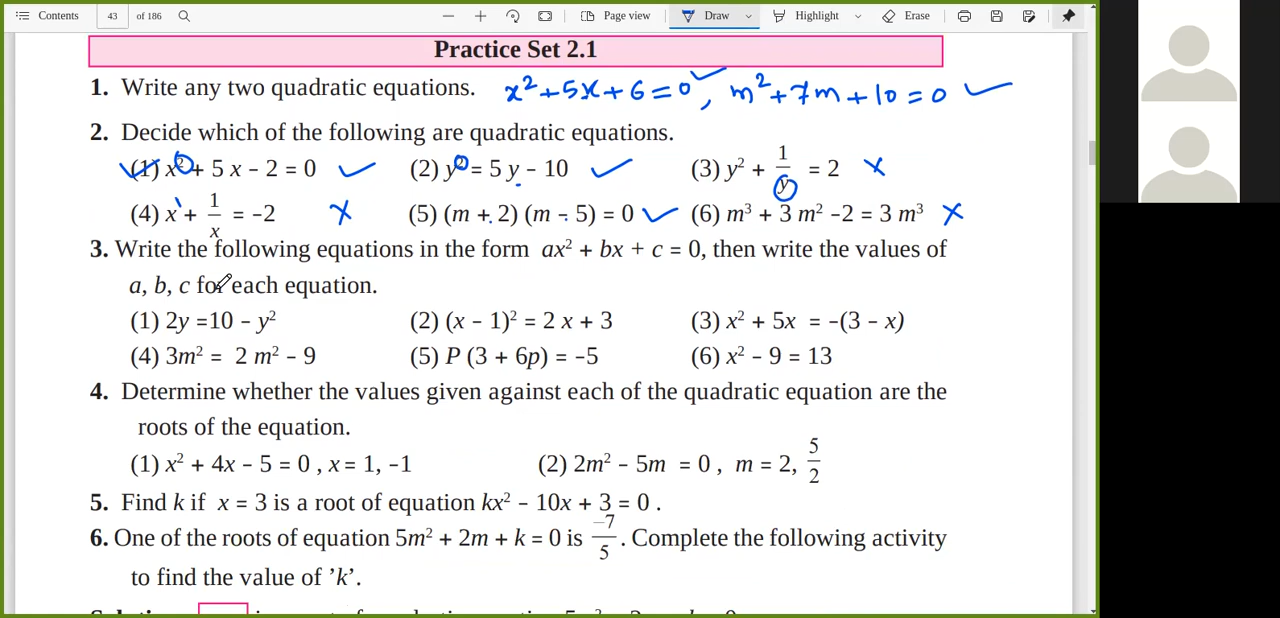 Contents 43 of 186 Page view Draw Highlight Erase
Practice Set 2.1
1. Write any two quadratic equations. x² + 5x + 6 = 0, m² + 7m + 10 = 0
2. Decide which of the following are quadratic equations.
(1) x² + 5 x – 2 = 0 (2) y² = 5 y – 10 (3) y² + 1/y = 2
(4) x + 1/x = –2 (5) (m + 2) (m – 5) = 0 (6) m³ + 3 m² –2 = 3 m³
3. Write the following equations in the form ax² + bx + c = 0, then write the values of
a, b, c for each equation.
(1) 2y =10 – y² (2) (x – 1)² = 2 x + 3 (3) x² + 5x = –(3 – x)
(4) 3m² = 2 m² – 9 (5) P (3 + 6p) = –5 (6) x² – 9 = 13
4. Determine whether the values given against each of the quadratic equation are the
roots of the equation.
(1) x² + 4x – 5 = 0 , x = 1, –1 (2) 2m² – 5m = 0 , m = 2, 5/2
5. Find k if x = 3 is a root of equation kx² – 10x + 3 = 0 .
6. One of the roots of equation 5m² + 2m + k = 0 is –7/5 . Complete the following activity
to find the value of 'k'.